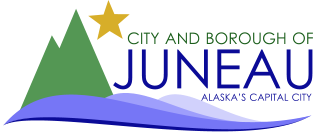 CITY AND BOROUGH OF
JUNEAU
ALASKA'S CAPITAL CITY